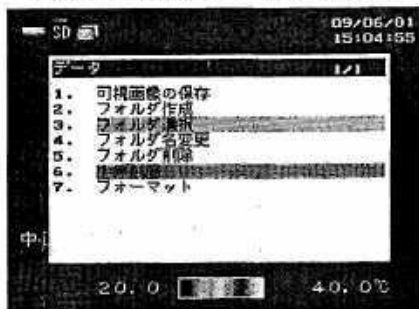 SD 09/06/01
15:04:55
データ 1/1
1. 可視画像の保存
2. フォルダ作成
3. フォルダ選択
4. フォルダ名変更
5. フォルダ削除
6.
7. フォーマット
中
20.0 40.0℃